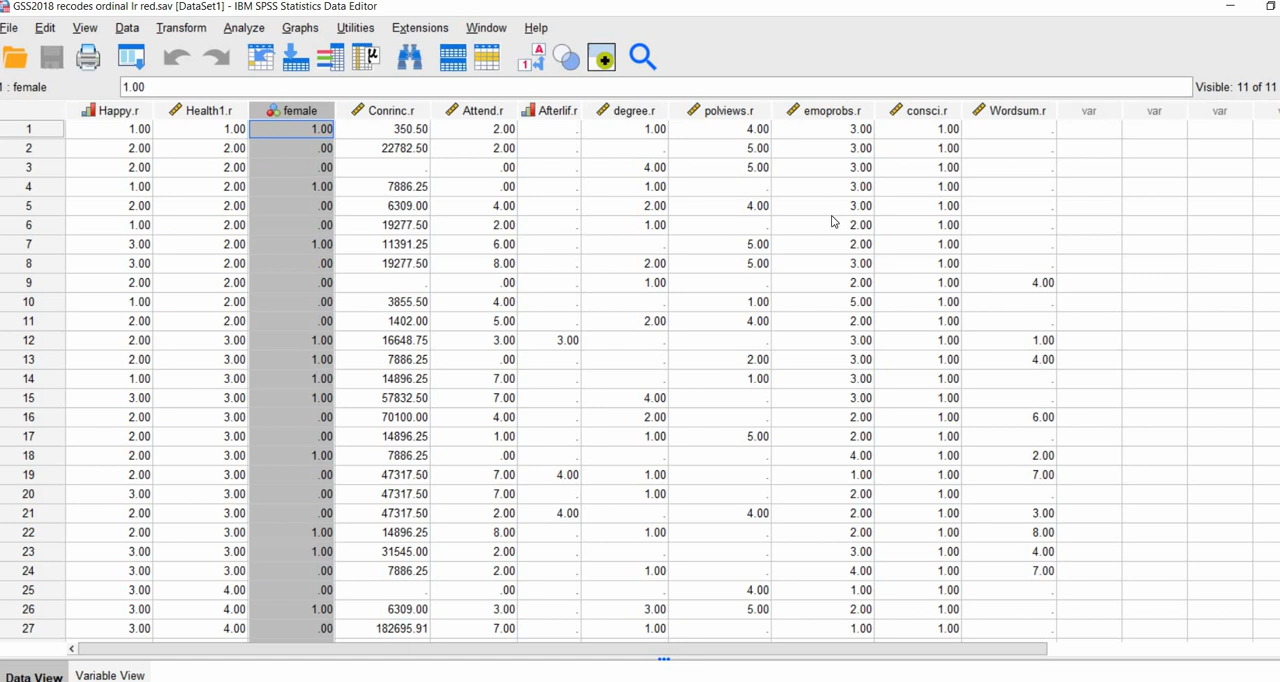 GSS2018 recodes ordinal lr red.sav [DataSet1] - IBM SPSS Statistics Data Editor
File Edit View Data Transform Analyze Graphs Utilities Extensions Window Help
: female 1.00 Visible: 11 of 11
Happy.r Health1.r female Conrinc.r Attend.r Afterlif.r degree.r polviews.r emoprobs.r consci.r Wordsum.r var var var
1 1.00 1.00 1.00 350.50 2.00 . 1.00 4.00 3.00 1.00 .
2 2.00 2.00 .00 22782.50 2.00 . . 5.00 3.00 1.00 .
3 2.00 2.00 .00 . .00 . 4.00 5.00 3.00 1.00 .
4 1.00 2.00 1.00 7886.25 .00 . 1.00 . 3.00 1.00 .
5 2.00 2.00 .00 6309.00 4.00 . 2.00 4.00 3.00 1.00 .
6 1.00 2.00 .00 19277.50 2.00 . 1.00 . 2.00 1.00 .
7 3.00 2.00 1.00 11391.25 6.00 . . 5.00 2.00 1.00 .
8 3.00 2.00 .00 19277.50 8.00 . 2.00 5.00 3.00 1.00 .
9 2.00 2.00 .00 . .00 . 1.00 . 2.00 1.00 4.00
10 1.00 2.00 .00 3855.50 4.00 . . 1.00 5.00 1.00 .
11 2.00 2.00 .00 1402.00 5.00 . 2.00 4.00 2.00 1.00 .
12 2.00 3.00 1.00 16648.75 3.00 3.00 . . 3.00 1.00 1.00
13 2.00 3.00 1.00 7886.25 .00 . . 2.00 3.00 1.00 4.00
14 1.00 3.00 1.00 14896.25 7.00 . . 1.00 3.00 1.00 .
15 3.00 3.00 1.00 57832.50 7.00 . 4.00 . 3.00 1.00 .
16 2.00 3.00 .00 70100.00 4.00 . 2.00 . 2.00 1.00 6.00
17 2.00 3.00 .00 14896.25 1.00 . 1.00 5.00 2.00 1.00 .
18 2.00 3.00 1.00 7886.25 .00 . . . 4.00 1.00 2.00
19 2.00 3.00 .00 47317.50 7.00 4.00 1.00 . 1.00 1.00 7.00
20 3.00 3.00 .00 47317.50 7.00 . 1.00 . 2.00 1.00 .
21 2.00 3.00 .00 47317.50 2.00 4.00 . 4.00 2.00 1.00 3.00
22 2.00 3.00 1.00 14896.25 8.00 . 1.00 . 2.00 1.00 8.00
23 3.00 3.00 1.00 31545.00 2.00 . . . 3.00 1.00 4.00
24 3.00 3.00 .00 7886.25 2.00 . 1.00 . 4.00 1.00 7.00
25 3.00 4.00 .00 . .00 . . 4.00 1.00 1.00 .
26 3.00 4.00 1.00 6309.00 3.00 . 3.00 5.00 2.00 1.00 .
27 3.00 4.00 .00 182695.91 7.00 . 1.00 . 1.00 1.00 .
Data View Variable View